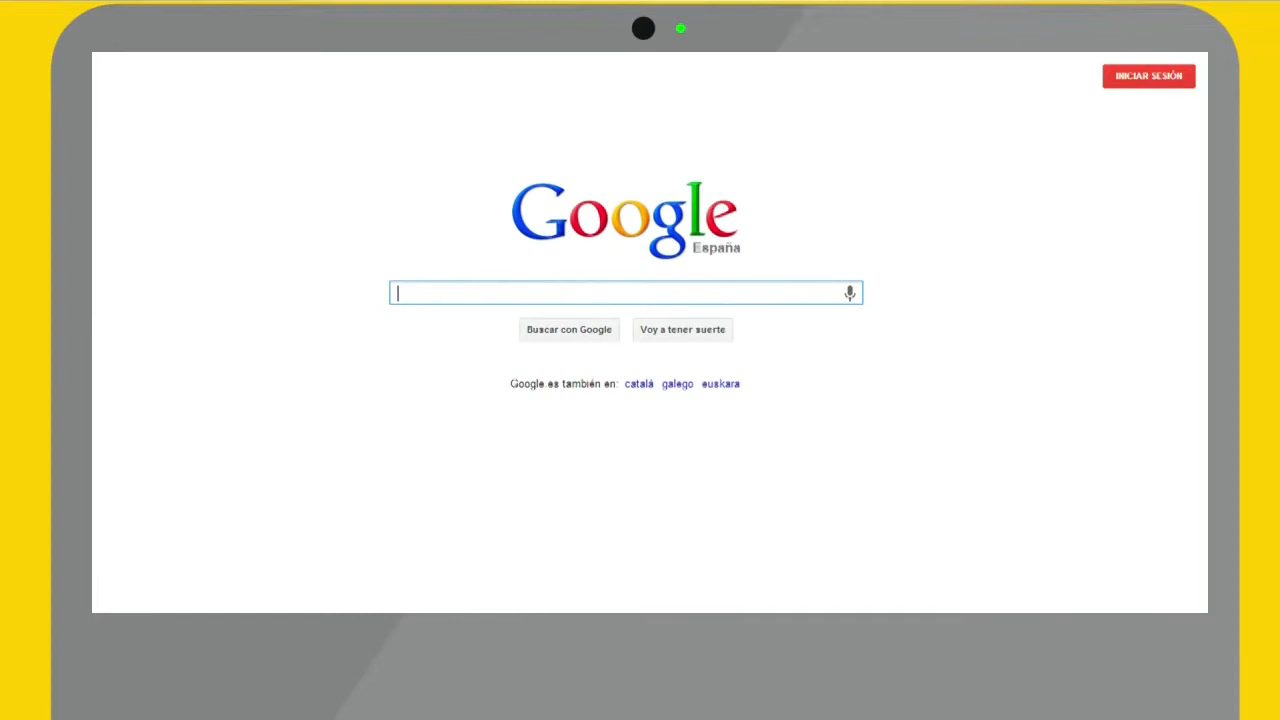 INICIAR SESIÓN
Google
España
Buscar con Google Voy a tener suerte
Google.es también en: català galego euskara